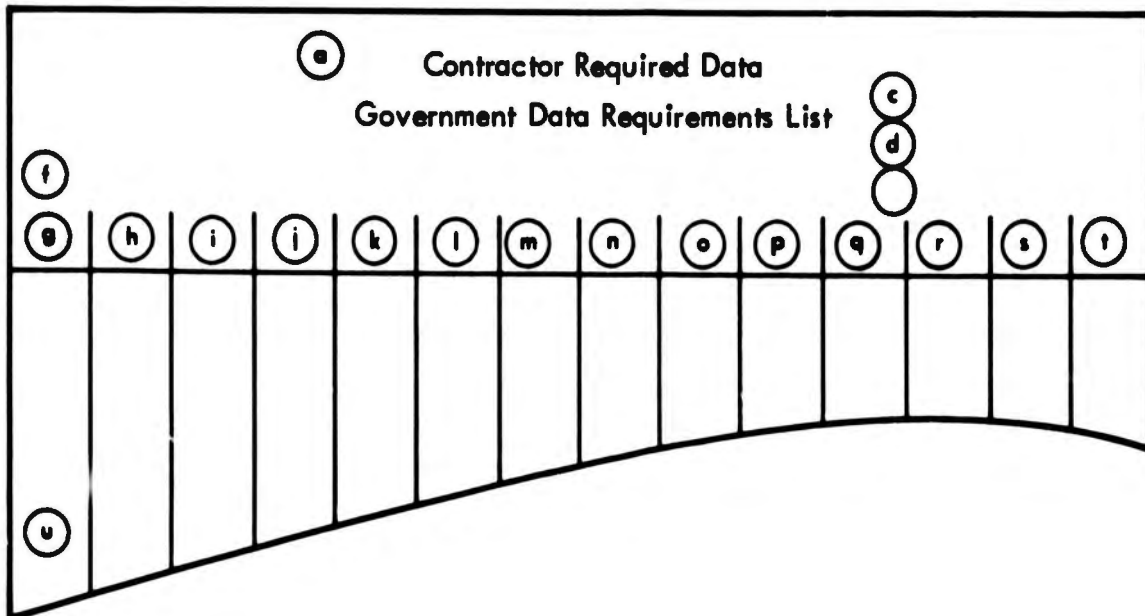 a Contractor Required Data
Government Data Requirements List c
d
f
g h i j k l m n o p q r s t
u